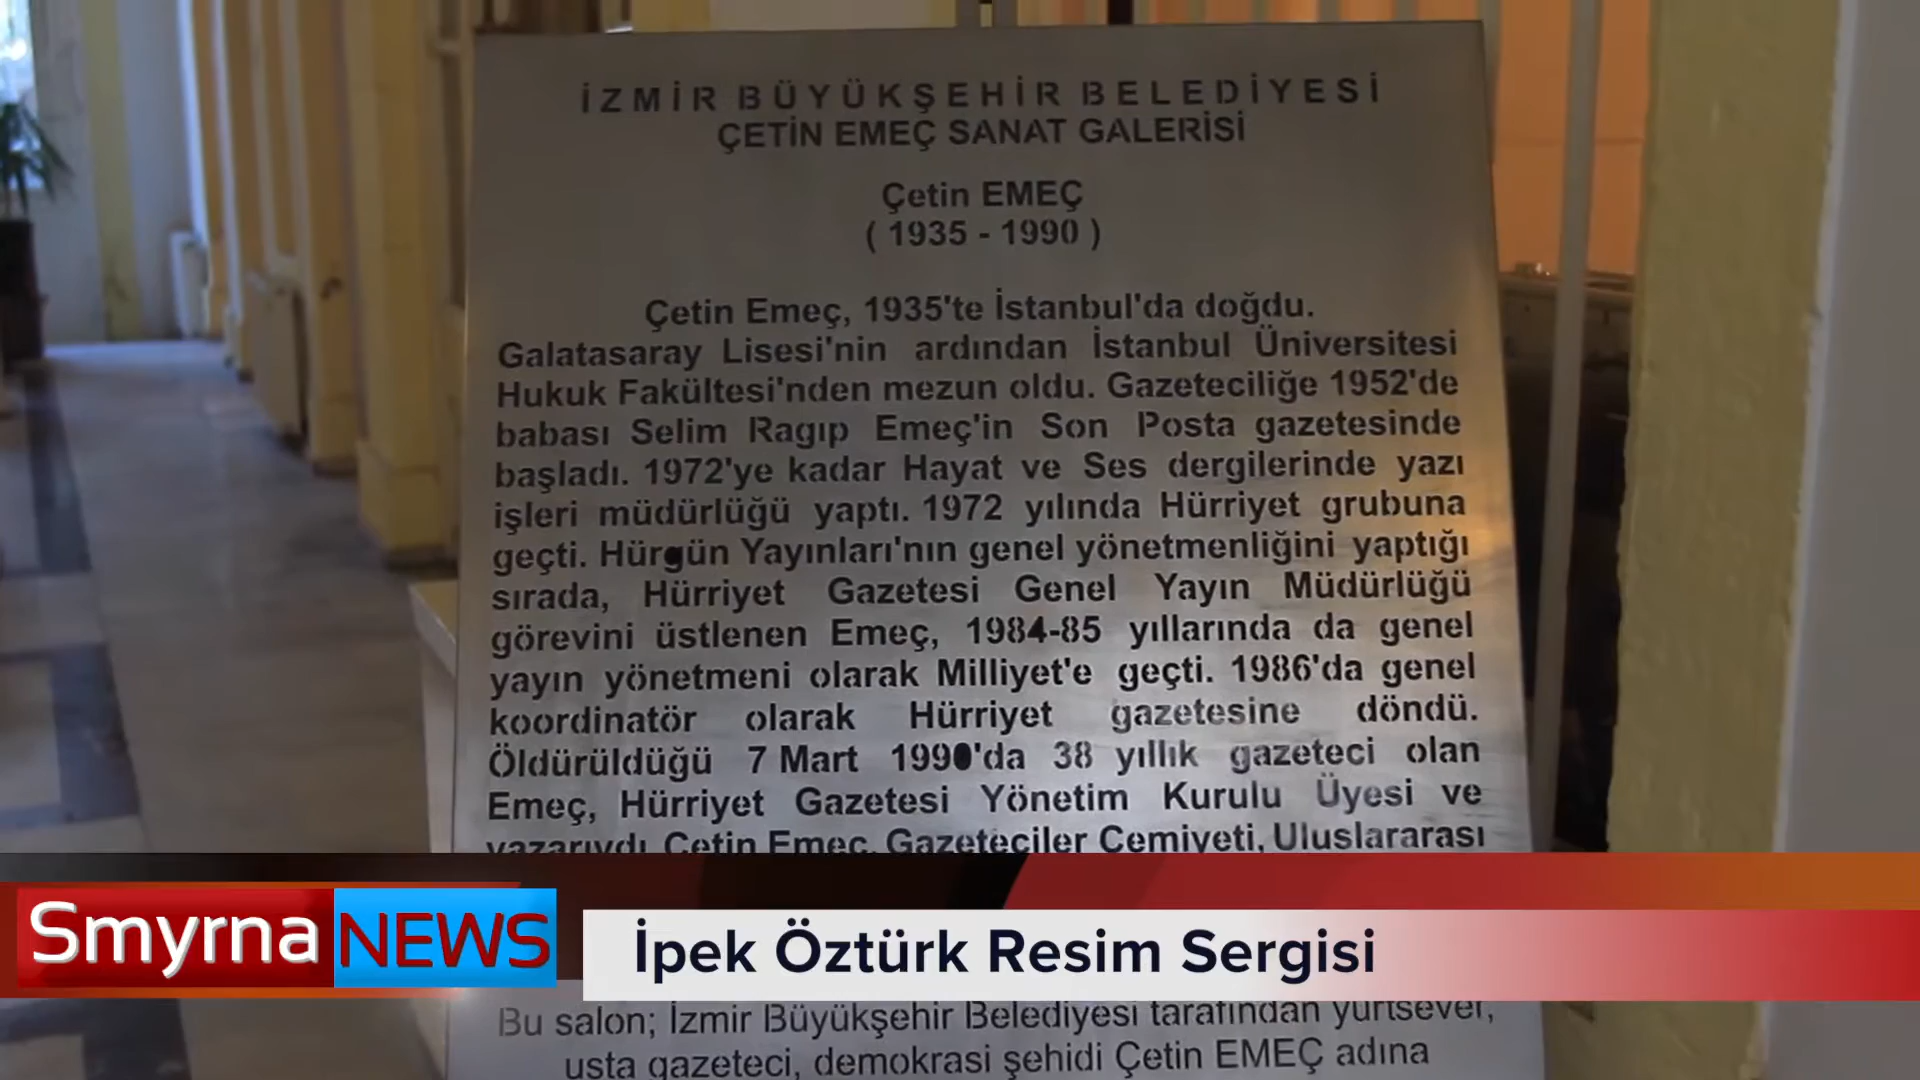 İZMİR BÜYÜKŞEHİR BELEDİYESİ
ÇETİN EMEÇ SANAT GALERİSİ
Çetin EMEÇ
( 1935 - 1990 )
Çetin Emeç, 1935'te İstanbul'da doğdu.
Galatasaray Lisesi'nin ardından İstanbul Üniversitesi
Hukuk Fakültesi'nden mezun oldu. Gazeteciliğe 1952'de
babası Selim Ragıp Emeç'in Son Posta gazetesinde
başladı. 1972'ye kadar Hayat ve Ses dergilerinde yazı
işleri müdürlüğü yaptı. 1972 yılında Hürriyet grubuna
geçti. Hürgün Yayınları'nın genel yönetmenliğini yaptığı
sırada, Hürriyet Gazetesi Genel Yayın Müdürlüğü
görevini üstlenen Emeç, 1984-85 yıllarında da genel
yayın yönetmeni olarak Milliyet'e geçti. 1986'da genel
koordinatör olarak Hürriyet gazetesine döndü.
Öldürüldüğü 7 Mart 1990'da 38 yıllık gazeteci olan
Emeç, Hürriyet Gazetesi Yönetim Kurulu Üyesi ve
yazarıydı. Çetin Emeç, Gazeteciler Cemiyeti, Uluslararası
Smyrna NEWS
İpek Öztürk Resim Sergisi
Bu salon; İzmir Büyükşehir Belediyesi tarafından yurtsever,
usta gazeteci, demokrasi şehidi Çetin EMEÇ adına